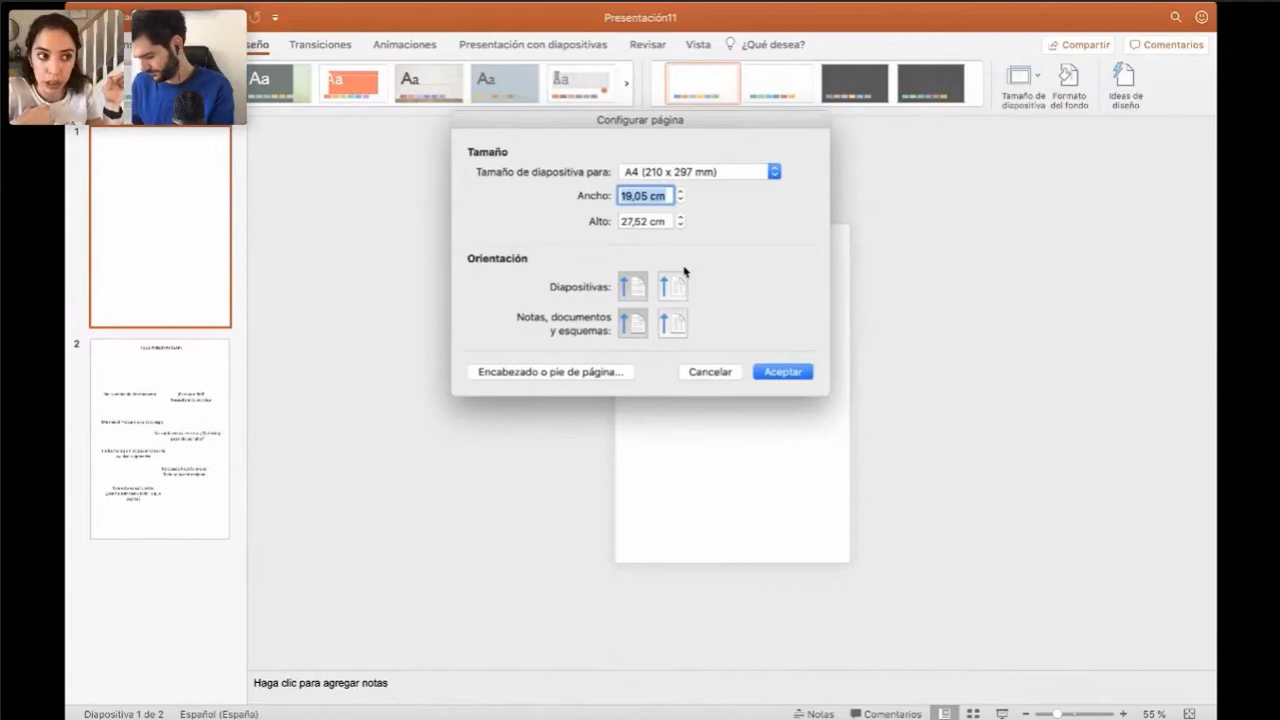 Presentación11
seño
Transiciones
Animaciones
Presentación con diapositivas
Revisar
Vista
¿Qué desea?
Compartir
Comentarios
Aa
Aa
Aa
Aa
Aa
Tamaño de
diapositiva
Formato
del fondo
Ideas de
diseño
Configurar página
Tamaño
Tamaño de diapositiva para: A4 (210 x 297 mm)
Ancho: 19,05 cm
Alto: 27,52 cm
Orientación
Diapositivas:
Notas, documentos
y esquemas:
Encabezado o pie de página...
Cancelar
Aceptar
1
2
Haga clic para agregar notas
Diapositiva 1 de 2
Español (España)
Notas
Comentarios
55 %